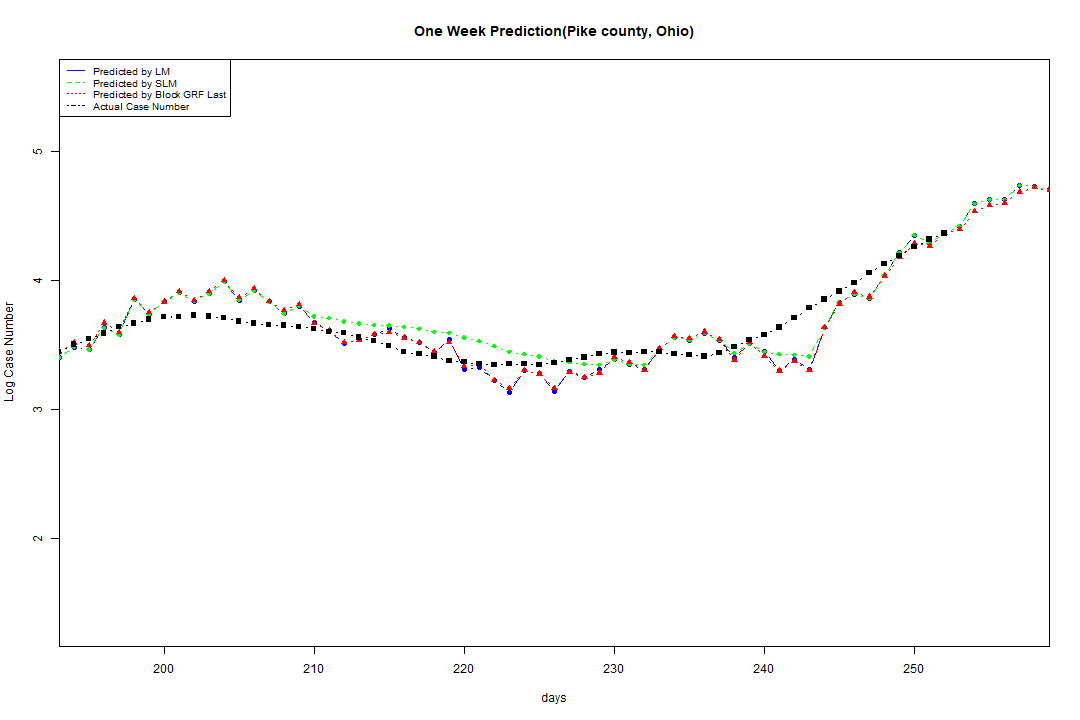 One Week Prediction(Pike county, Ohio)
Predicted by LM
Predicted by SLM
Predicted by Block GRF Last
Actual Case Number
5
4
3
2
Log Case Number
200 210 220 230 240 250
days